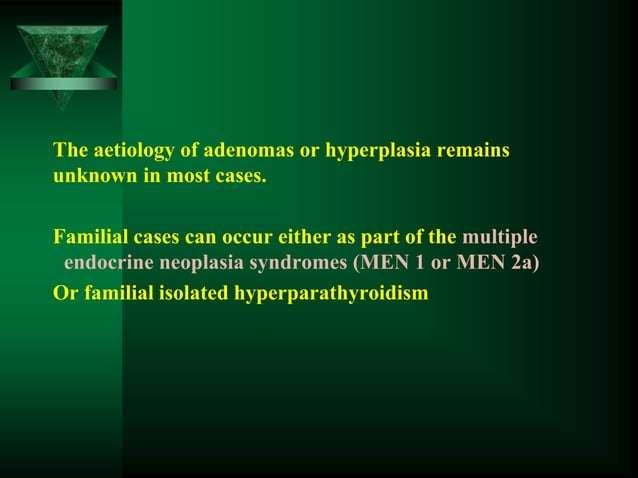 The aetiology of adenomas or hyperplasia remains
unknown in most cases.
Familial cases can occur either as part of the multiple
endocrine neoplasia syndromes (MEN 1 or MEN 2a)
Or familial isolated hyperparathyroidism